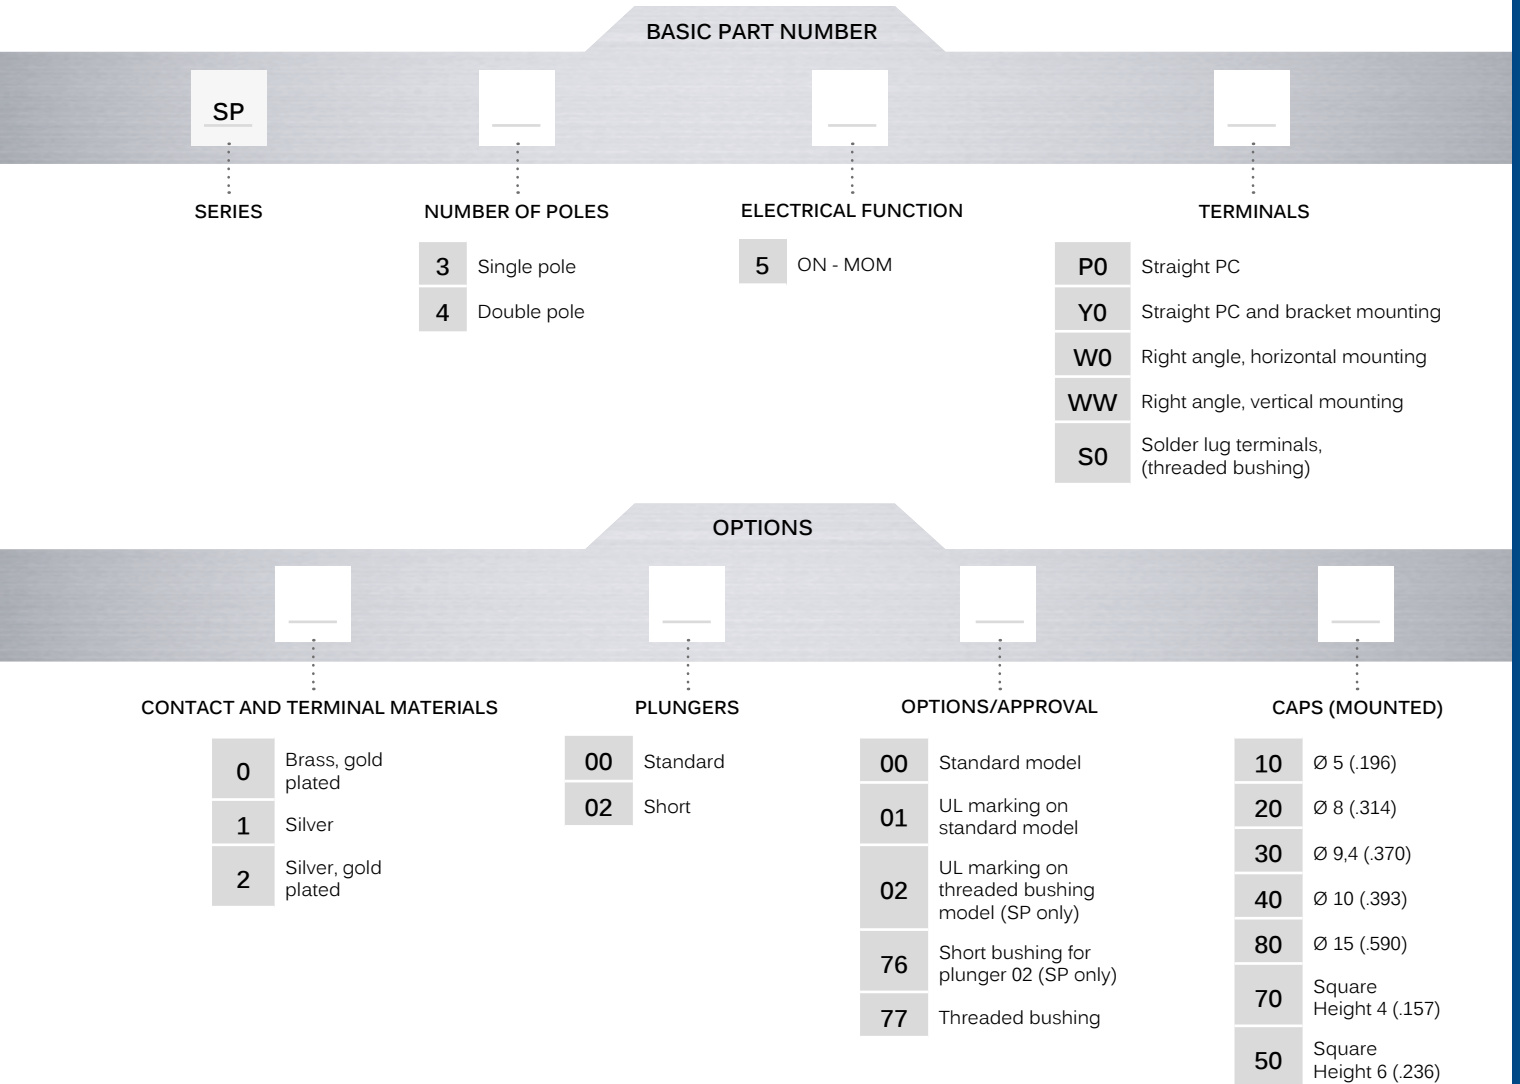 BASIC PART NUMBER
SP
SERIES
NUMBER OF POLES
3 Single pole
4 Double pole
ELECTRICAL FUNCTION
5 ON - MOM
TERMINALS
P0 Straight PC
Y0 Straight PC and bracket mounting
W0 Right angle, horizontal mounting
WW Right angle, vertical mounting
S0 Solder lug terminals,
(threaded bushing)
OPTIONS
CONTACT AND TERMINAL MATERIALS
0 Brass, gold
plated
1 Silver
2 Silver, gold
plated
PLUNGERS
00 Standard
02 Short
OPTIONS/APPROVAL
00 Standard model
01 UL marking on
standard model
02 UL marking on
threaded bushing
model (SP only)
76 Short bushing for
plunger 02 (SP only)
77 Threaded bushing
CAPS (MOUNTED)
10 Ø 5 (.196)
20 Ø 8 (.314)
30 Ø 9,4 (.370)
40 Ø 10 (.393)
80 Ø 15 (.590)
70 Square
Height 4 (.157)
50 Square
Height 6 (.236)